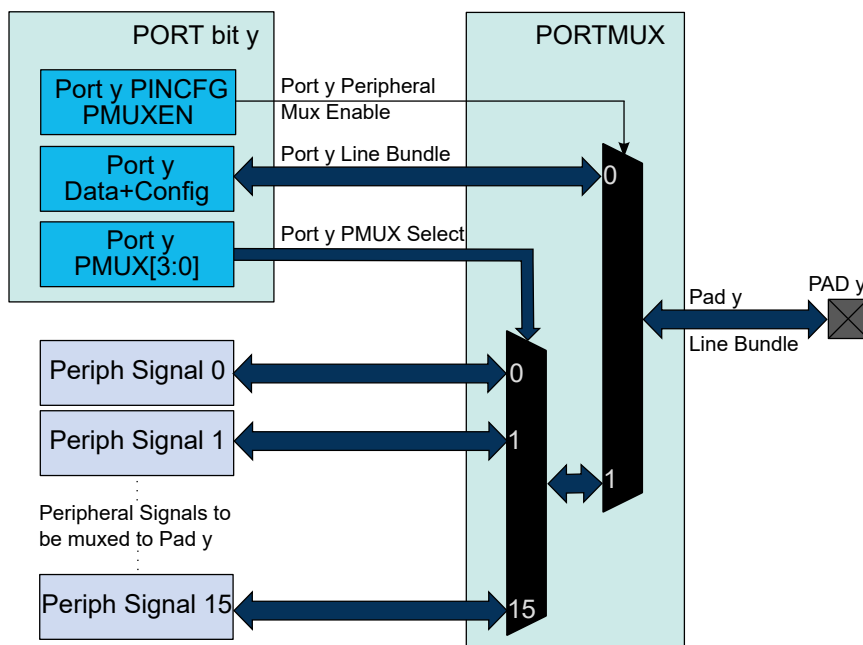 PORT bit y
PORTMUX
Port y PINCFG
PMUXEN
Port y Peripheral
Mux Enable
Port y
Data+Config
Port y Line Bundle
0
Port y
PMUX[3:0]
Port y PMUX Select
Pad y
Line Bundle
PAD y
Periph Signal 0
0
Periph Signal 1
1
1
Peripheral Signals to
be muxed to Pad y
Periph Signal 15
15